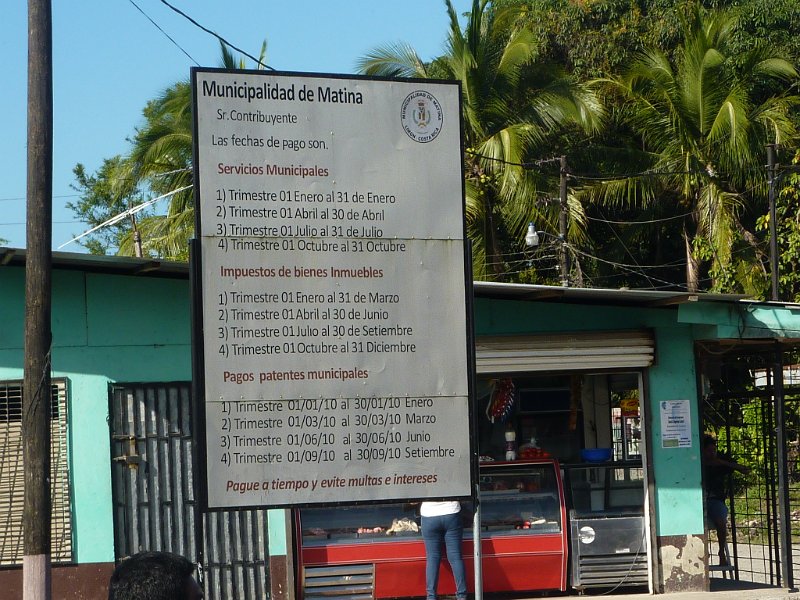 Municipalidad de Matina
MUNICIPALIDAD DE MATINA
LIMON, COSTA RICA
Sr.Contribuyente
Las fechas de pago son.
Servicios Municipales
1) Trimestre 01 Enero al 31 de Enero
2) Trimestre 01 Abril al 30 de Abril
3) Trimestre 01 Julio al 31 de Julio
4) Trimestre 01 Octubre al 31 Octubre
Impuestos de bienes Inmuebles
1) Trimestre 01 Enero al 31 de Marzo
2) Trimestre 01 Abril al 30 de Junio
3) Trimestre 01 Julio al 30 de Setiembre
4) Trimestre 01 Octubre al 31 Diciembre
Pagos patentes municipales
1) Trimestre 01/01/10 al 30/01/10 Enero
2) Trimestre 01/03/10 al 30/03/10 Marzo
3) Trimestre 01/06/10 al 30/06/10 Junio
4) Trimestre 01/09/10 al 30/09/10 Setiembre
Pague a tiempo y evite multas e intereses